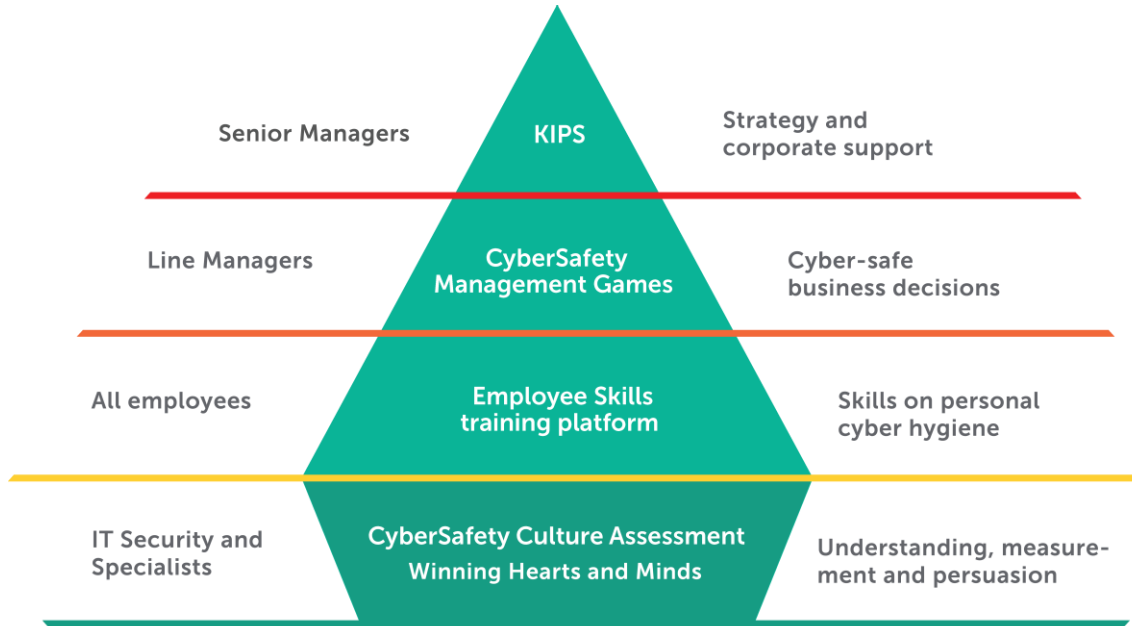 Senior Managers
KIPS
Strategy and
corporate support
Line Managers
CyberSafety
Management Games
Cyber-safe
business decisions
All employees
Employee Skills
training platform
Skills on personal
cyber hygiene
IT Security and
Specialists
CyberSafety Culture Assessment
Winning Hearts and Minds
Understanding, measure-
ment and persuasion